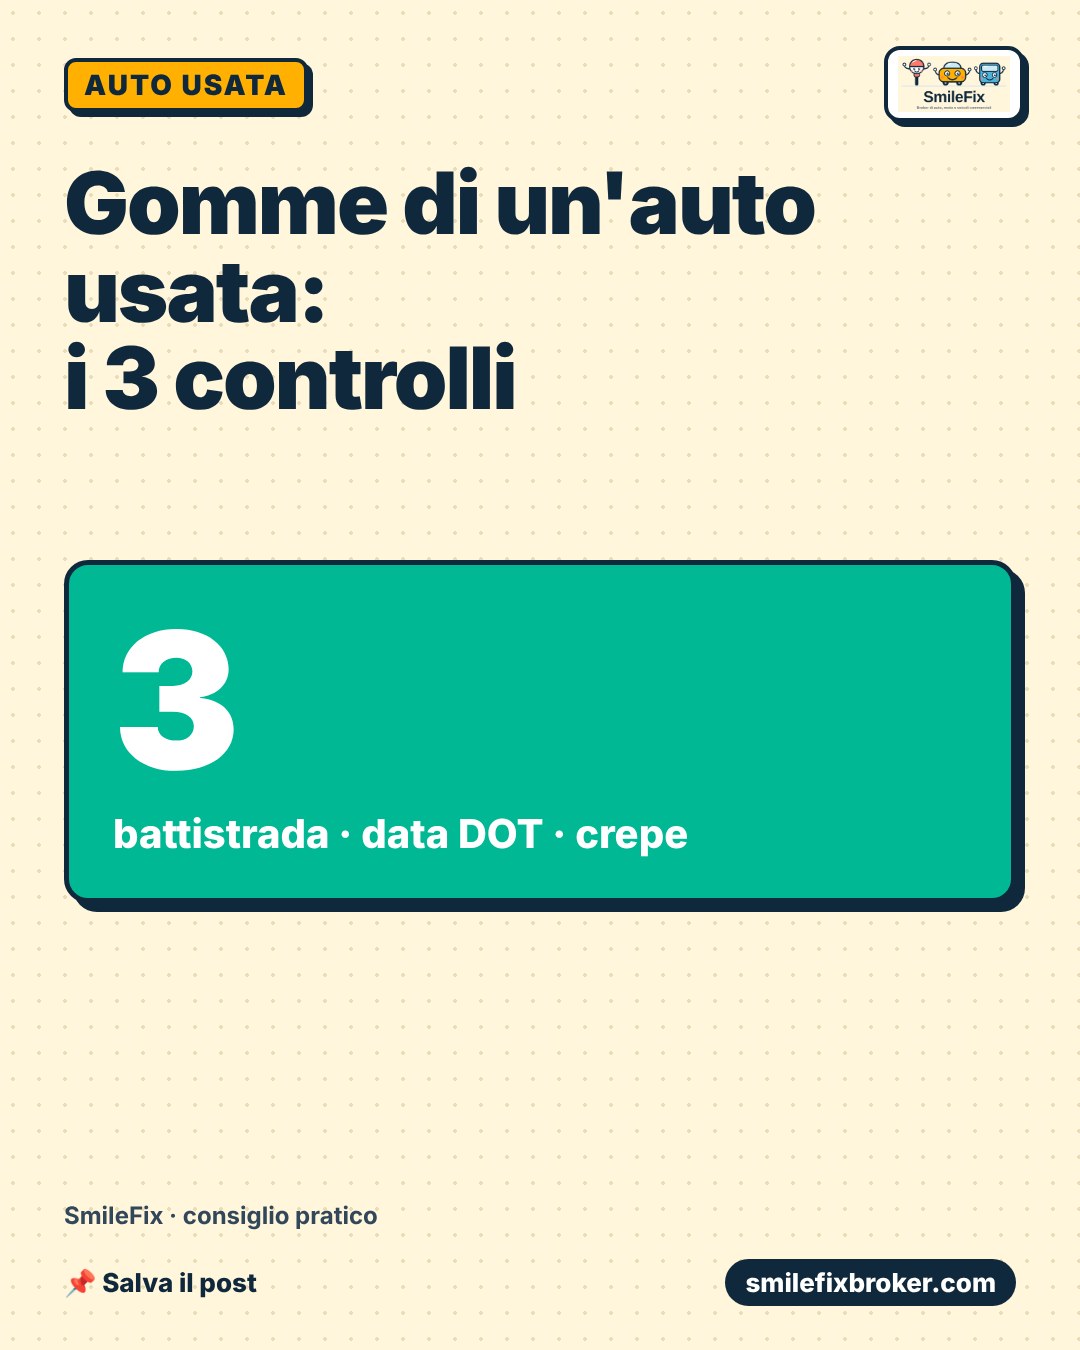 AUTO USATA
SmileFix
Gomme di un'auto
usata:
i 3 controlli
3
battistrada · data DOT · crepe
SmileFix · consiglio pratico
📌 Salva il post
smilefixbroker.com